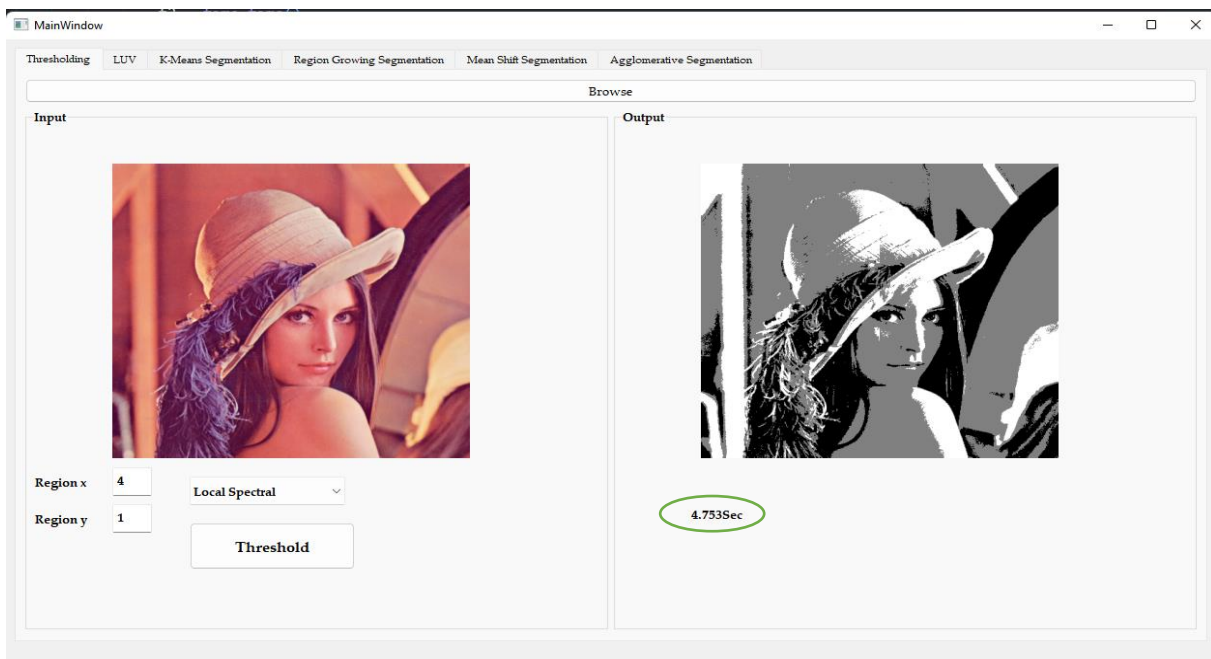 MainWindow
Thresholding LUV K-Means Segmentation Region Growing Segmentation Mean Shift Segmentation Agglomerative Segmentation
Browse
Input
Output
Region x 4
Local Spectral
Region y 1
Threshold
4.753Sec